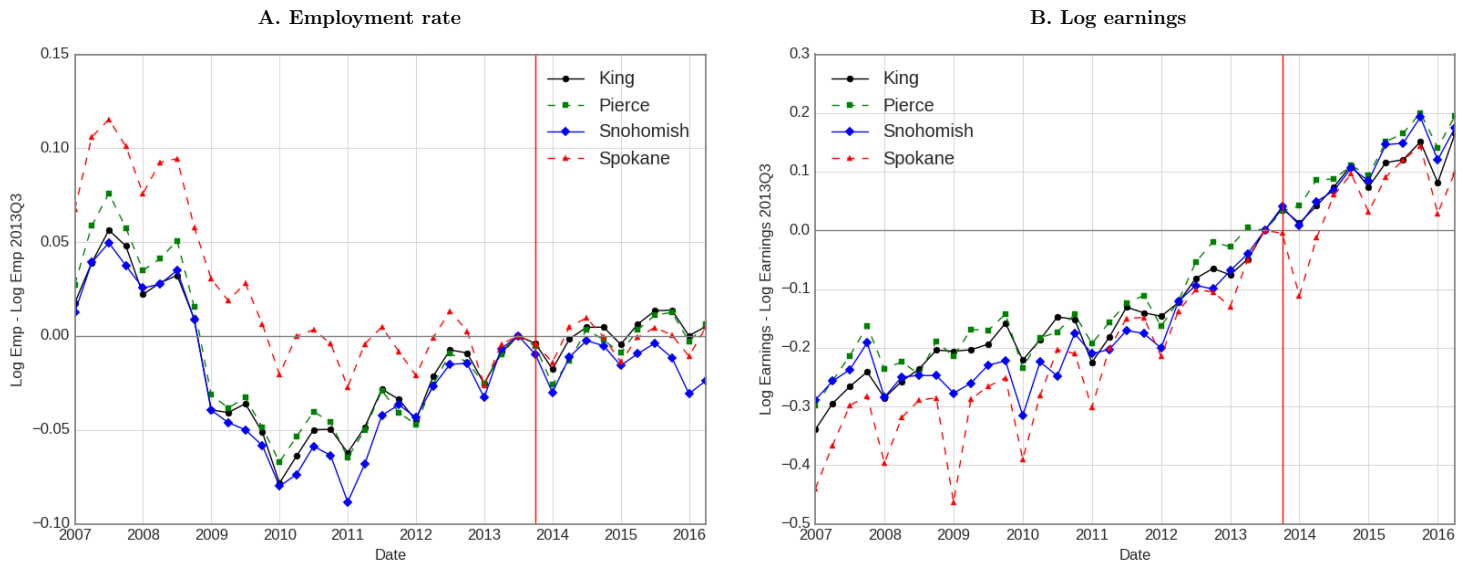 A. Employment rate
0.15
0.10
0.05
0.00
−0.05
−0.10
Log Emp - Log Emp 2013Q3
King
Pierce
Snohomish
Spokane
2007 2008 2009 2010 2011 2012 2013 2014 2015 2016
Date
B. Log earnings
0.3
0.2
0.1
0.0
−0.1
−0.2
−0.3
−0.4
−0.5
Log Earnings - Log Earnings 2013Q3
King
Pierce
Snohomish
Spokane
2007 2008 2009 2010 2011 2012 2013 2014 2015 2016
Date